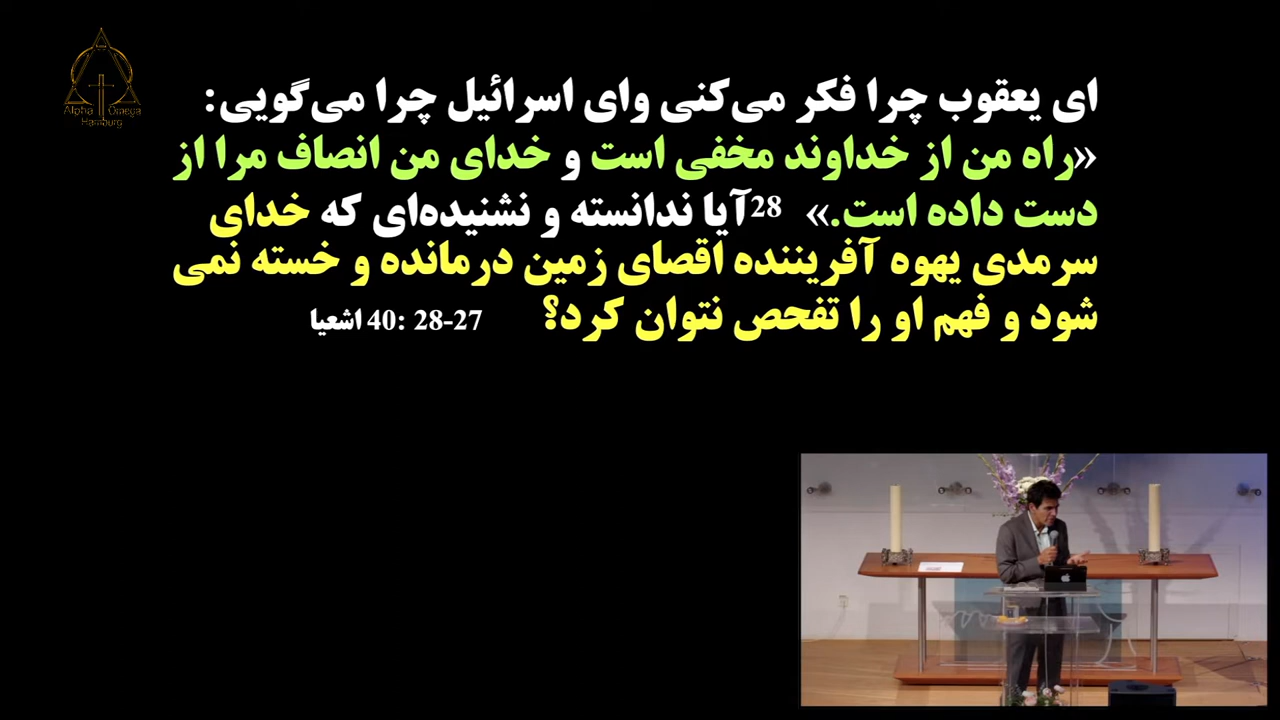 Alpha Omega
Hamburg
ای یعقوب چرا فکر می‌کنی وای اسرائیل چرا می‌گویی:
«راه من از خداوند مخفی است و خدای من انصاف مرا از
دست داده است.» 28آیا ندانسته و نشنیده‌ای که خدای
سرمدی یهوه آفریننده اقصای زمین درمانده و خسته نمی
شود و فهم او را تفحص نتوان کرد؟ 27-28 :40 اشعیا